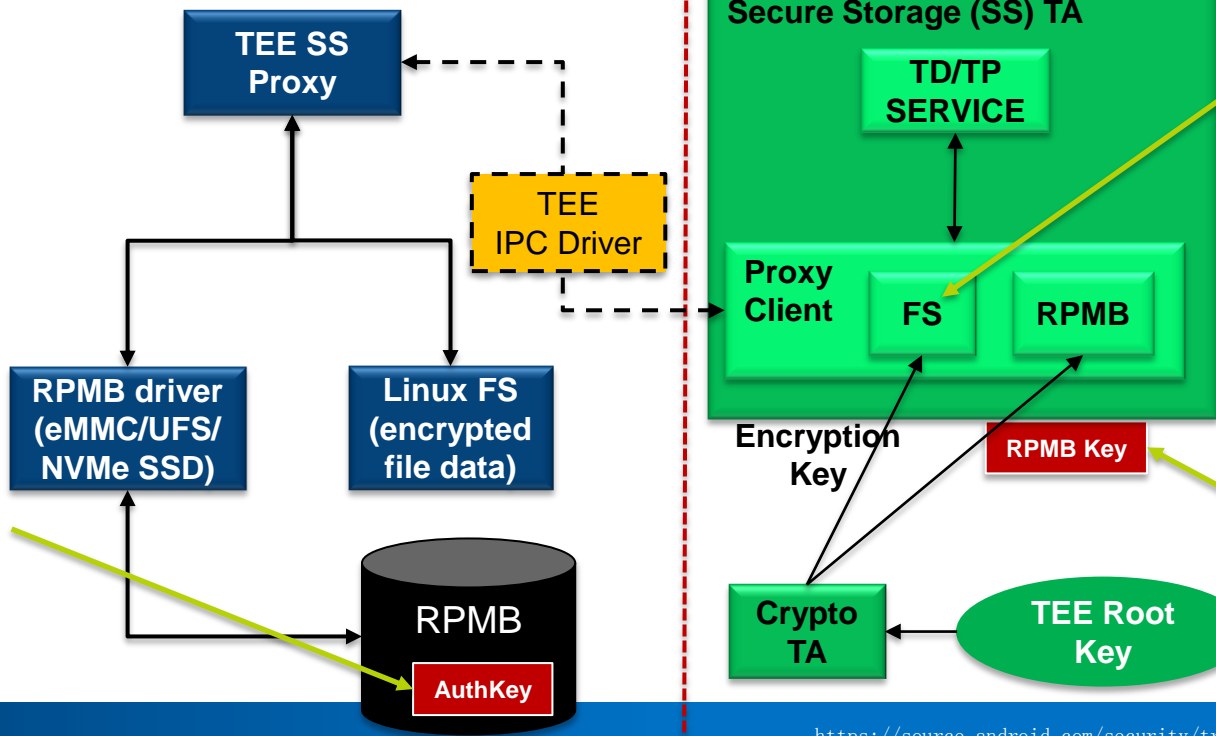 Secure Storage (SS) TA
TEE SS
Proxy
TD/TP
SERVICE
TEE
IPC Driver
Proxy
Client
FS
RPMB
RPMB driver
(eMMC/UFS/
NVMe SSD)
Linux FS
(encrypted
file data)
Encryption
Key
RPMB Key
RPMB
AuthKey
Crypto
TA
TEE Root
Key
https://source.android.com/security/tr